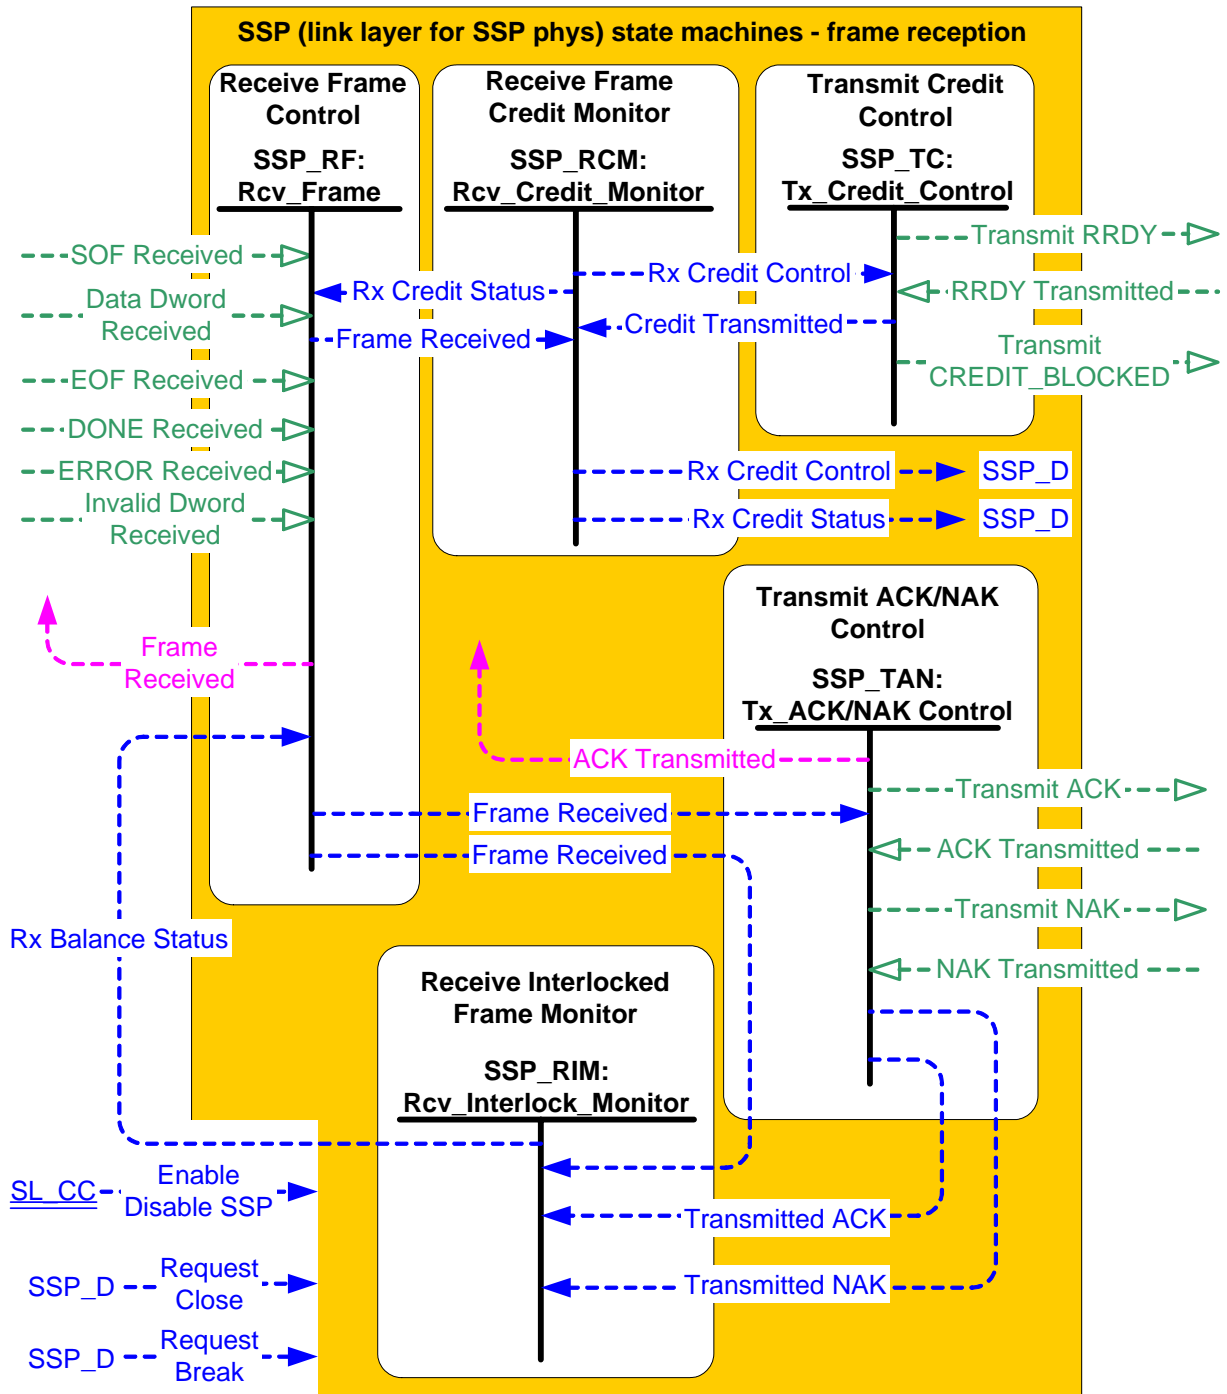 SSP (link layer for SSP phys) state machines - frame reception
Receive Frame
Control
SSP_RF:
Rcv_Frame
Receive Frame
Credit Monitor
SSP_RCM:
Rcv_Credit_Monitor
Transmit Credit
Control
SSP_TC:
Tx_Credit_Control
SOF Received
Data Dword
Received
EOF Received
DONE Received
ERROR Received
Invalid Dword
Received
Rx Credit Status
Frame Received
Rx Credit Control
Credit Transmitted
Transmit RRDY
RRDY Transmitted
Transmit
CREDIT_BLOCKED
Rx Credit Control
SSP_D
Rx Credit Status
SSP_D
Frame
Received
Transmit ACK/NAK
Control
SSP_TAN:
Tx_ACK/NAK Control
ACK Transmitted
Transmit ACK
Frame Received
ACK Transmitted
Frame Received
Transmit NAK
NAK Transmitted
Rx Balance Status
Receive Interlocked
Frame Monitor
SSP_RIM:
Rcv_Interlock_Monitor
SL_CC
Enable
Disable SSP
Transmitted ACK
SSP_D
Request
Close
Transmitted NAK
SSP_D
Request
Break